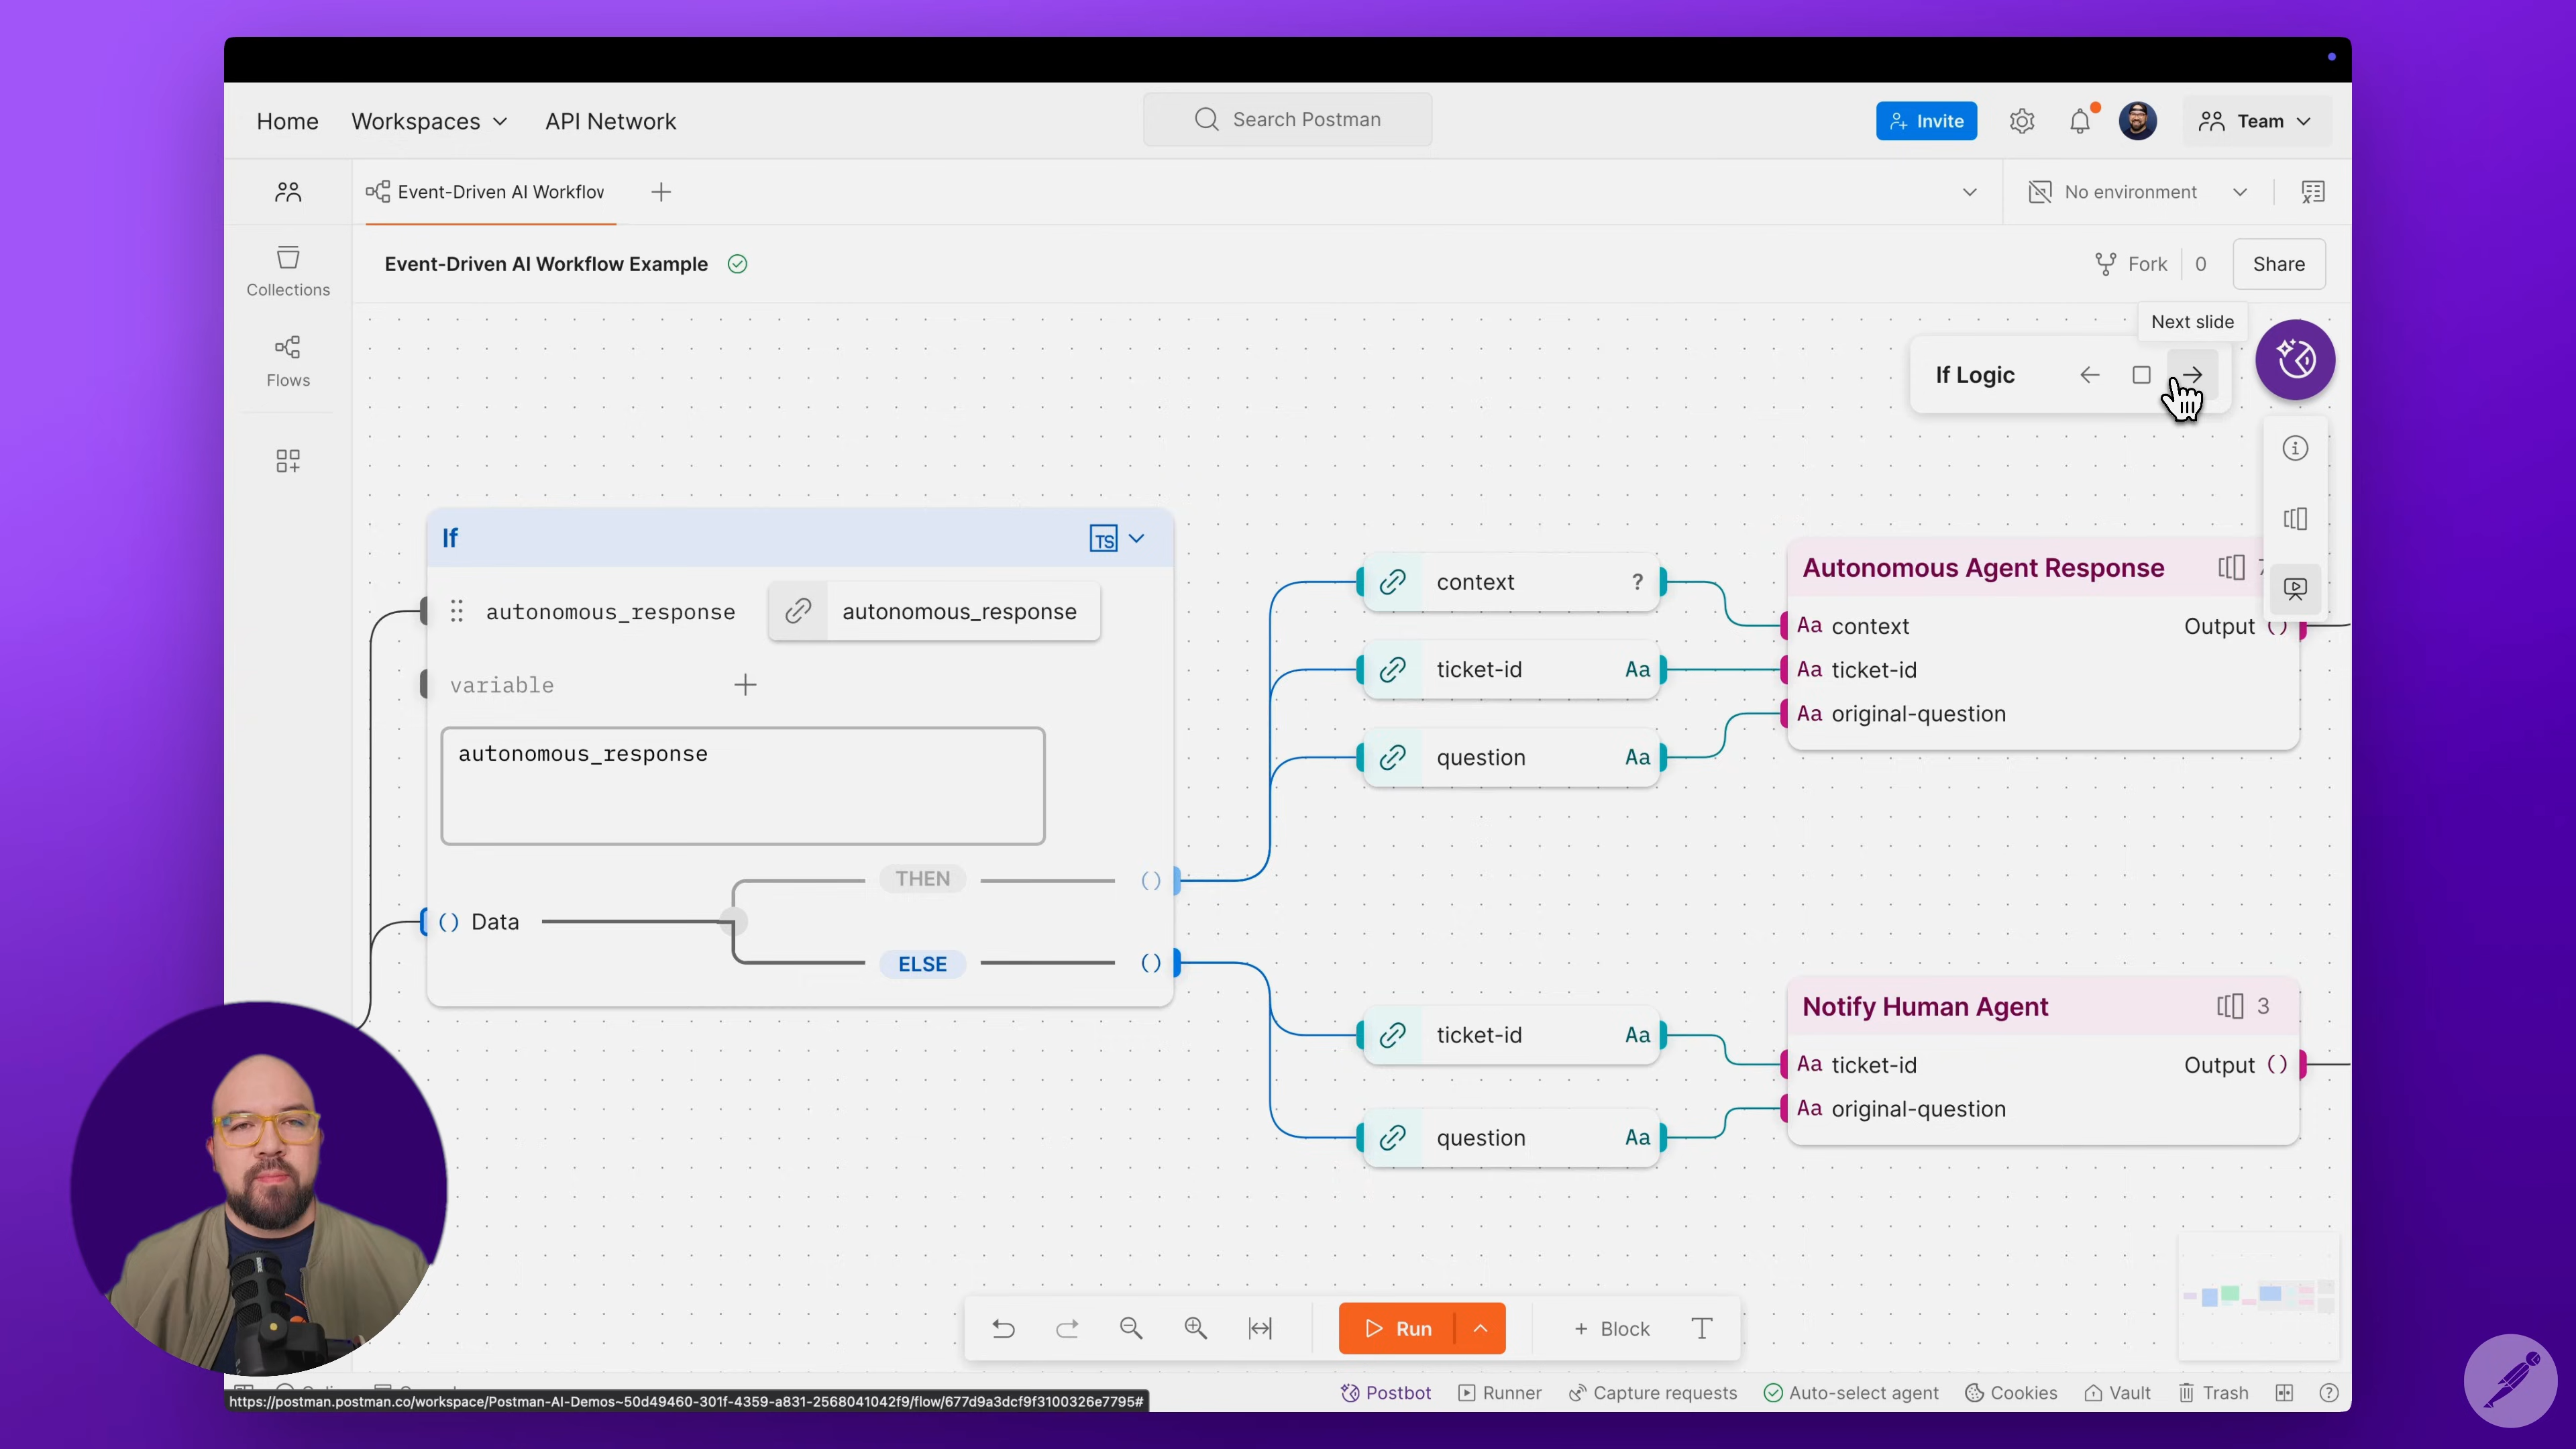 Home
Workspaces
API Network
Search Postman
Invite
Team
Event-Driven AI Workflov
No environment
Event-Driven AI Workflow Example
Fork
0
Share
Collections
Flows
Next slide
If Logic
If
TS
autonomous_response
autonomous_response
variable
autonomous_response
THEN
() Data
()
ELSE
()
context ?
ticket-id Aa
question Aa
Autonomous Agent Response
Aa context
Output ()
Aa ticket-id
Aa original-question
ticket-id Aa
question Aa
Notify Human Agent
3
Aa ticket-id
Output ()
Aa original-question
Run
+ Block
T
https://postman.postman.co/workspace/Postman-AI-Demos~50d49460-301f-4359-a831-2568041042f9/flow/677d9a3dcf9f3100326e7795#
Postbot
Runner
Capture requests
Auto-select agent
Cookies
Vault
Trash